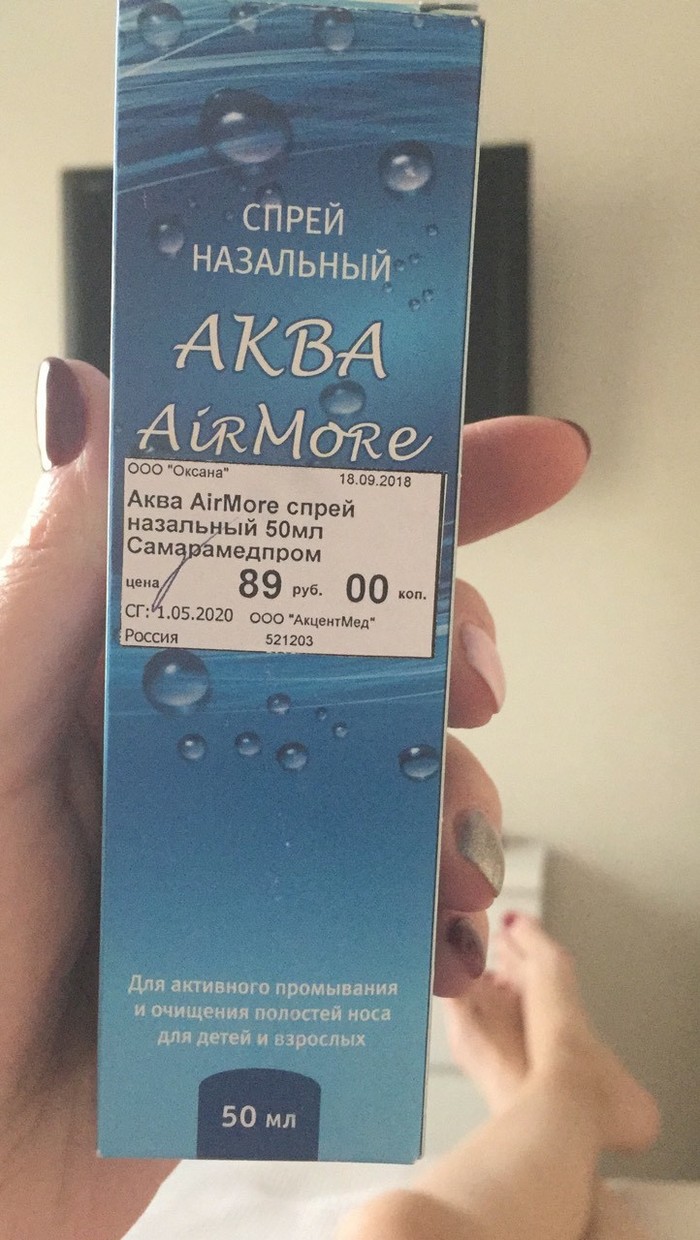 СПРЕЙ
НАЗАЛЬНЫЙ
АКВА
AirMore
ООО "Оксана" 18.09.2018
Аква AirMore спрей
назальный 50мл
Самарамедпром
цена 89 руб. 00 коп.
СГ: 1.05.2020 ООО "АкцентМед"
Россия 521203
Для активного промывания
и очищения полостей носа
для детей и взрослых
50 мл